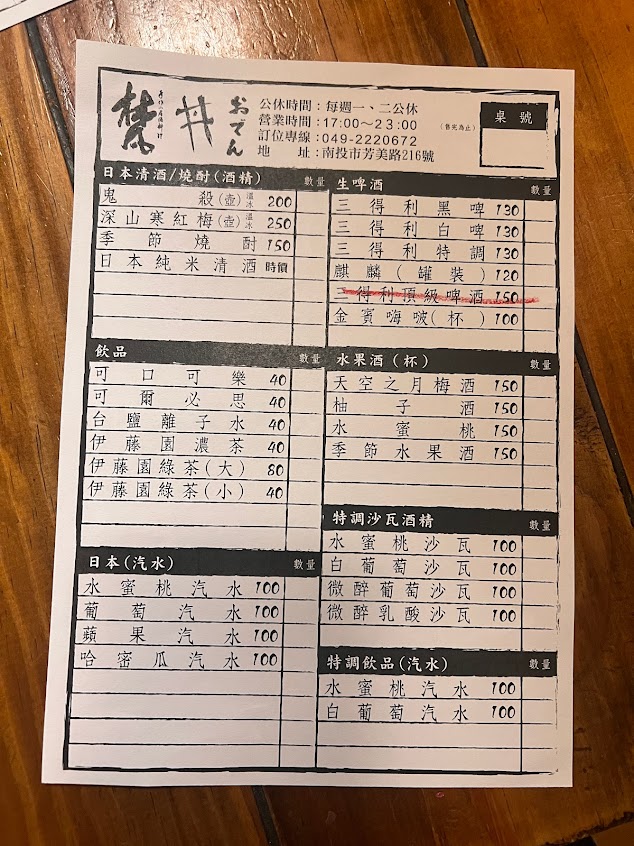 梵 丼 おでん
公休時間：每週一、二公休
營業時間：17:00～23:00 (售完為止)
訂位專線：049-2220672
地址：南投市芳美路216號
桌號
日本清酒/燒酎(酒精) 數量
鬼殺(壺)溫冰 200
深山寒紅梅(壺)溫冰 250
季節燒酎 150
日本純米清酒 時價
飲品 數量
可口可樂 40
可爾必思 40
台鹽離子水 40
伊藤園濃茶 40
伊藤園綠茶(大) 80
伊藤園綠茶(小) 40
日本(汽水) 數量
水蜜桃汽水 100
葡萄汽水 100
蘋果汽水 100
哈密瓜汽水 100
生啤酒 數量
三得利黑啤 130
三得利白啤 130
三得利特調 130
麒麟(罐裝) 120
三得利頂級啤酒 150
金賓嗨啵(杯) 100
水果酒(杯) 數量
天空之月梅酒 150
柚子酒 150
水蜜桃 150
季節水果酒 150
特調沙瓦酒精 數量
水蜜桃沙瓦 100
白葡萄沙瓦 100
微醉葡萄沙瓦 100
微醉乳酸沙瓦 100
特調飲品(汽水) 數量
水蜜桃汽水 100
白葡萄汽水 100